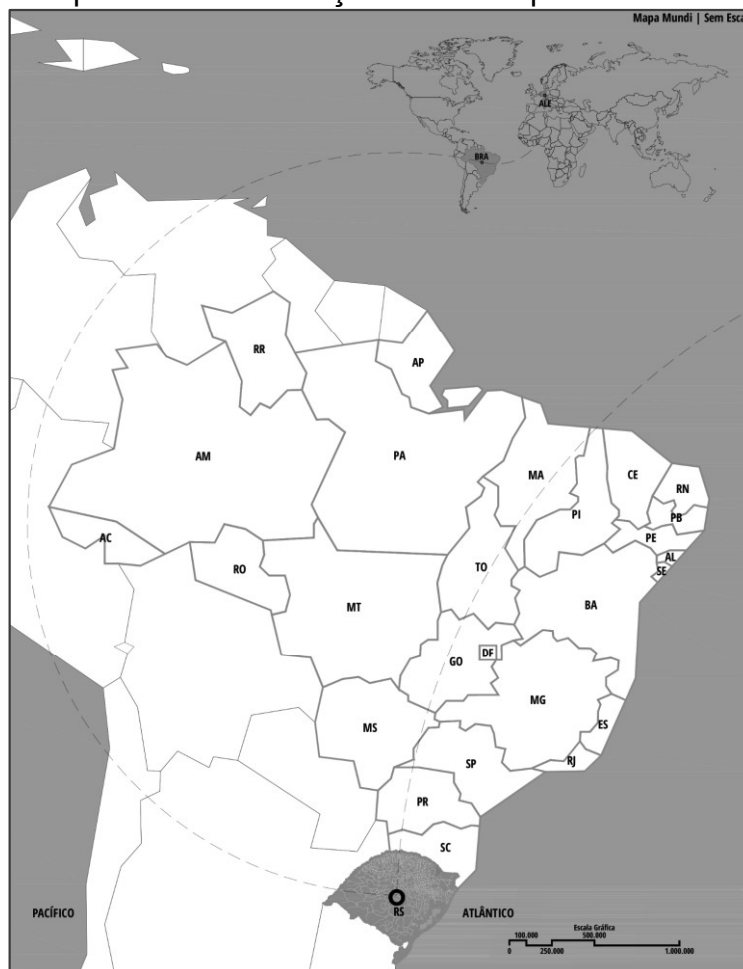 Mapa Mundi | Sem Esca
ALE
BRA
RR
AP
AM
PA
MA
CE
RN
PB
PI
PE
AL
SE
AC
RO
TO
MT
BA
DF
GO
MG
ES
MS
RJ
SP
PR
SC
PACÍFICO
RS
ATLÂNTICO
Escala Gráfica
100.000 500.000
0 250.000 1.000.000